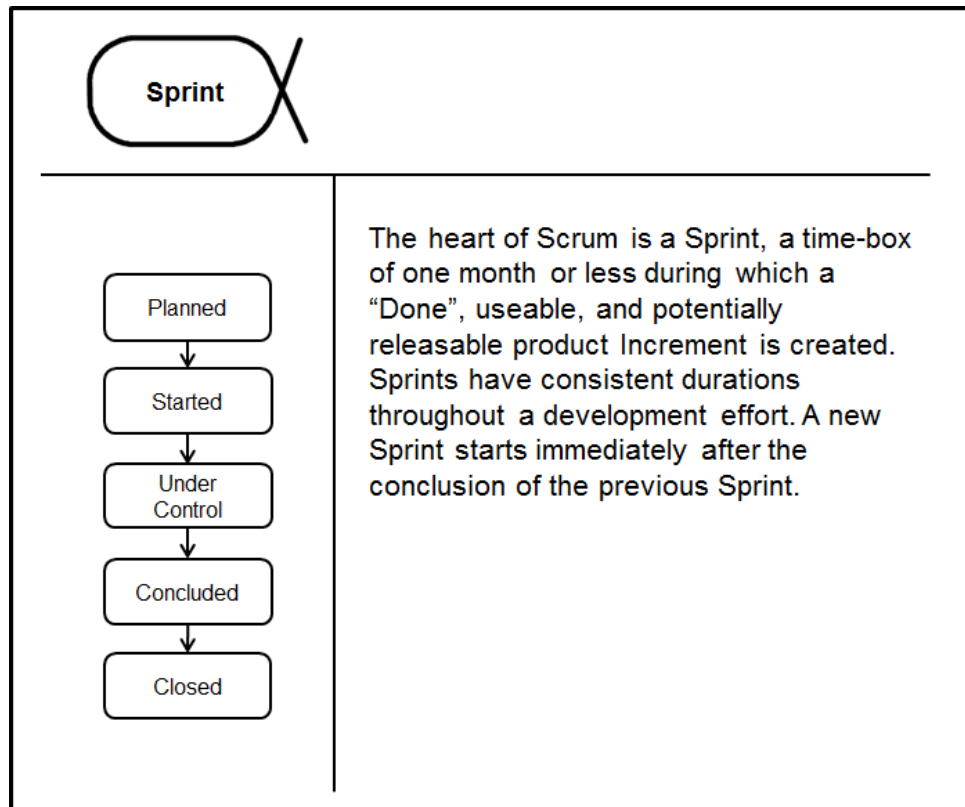 Sprint
Planned
Started
Under
Control
Concluded
Closed
The heart of Scrum is a Sprint, a time-box
of one month or less during which a
“Done”, useable, and potentially
releasable product Increment is created.
Sprints have consistent durations
throughout a development effort. A new
Sprint starts immediately after the
conclusion of the previous Sprint.